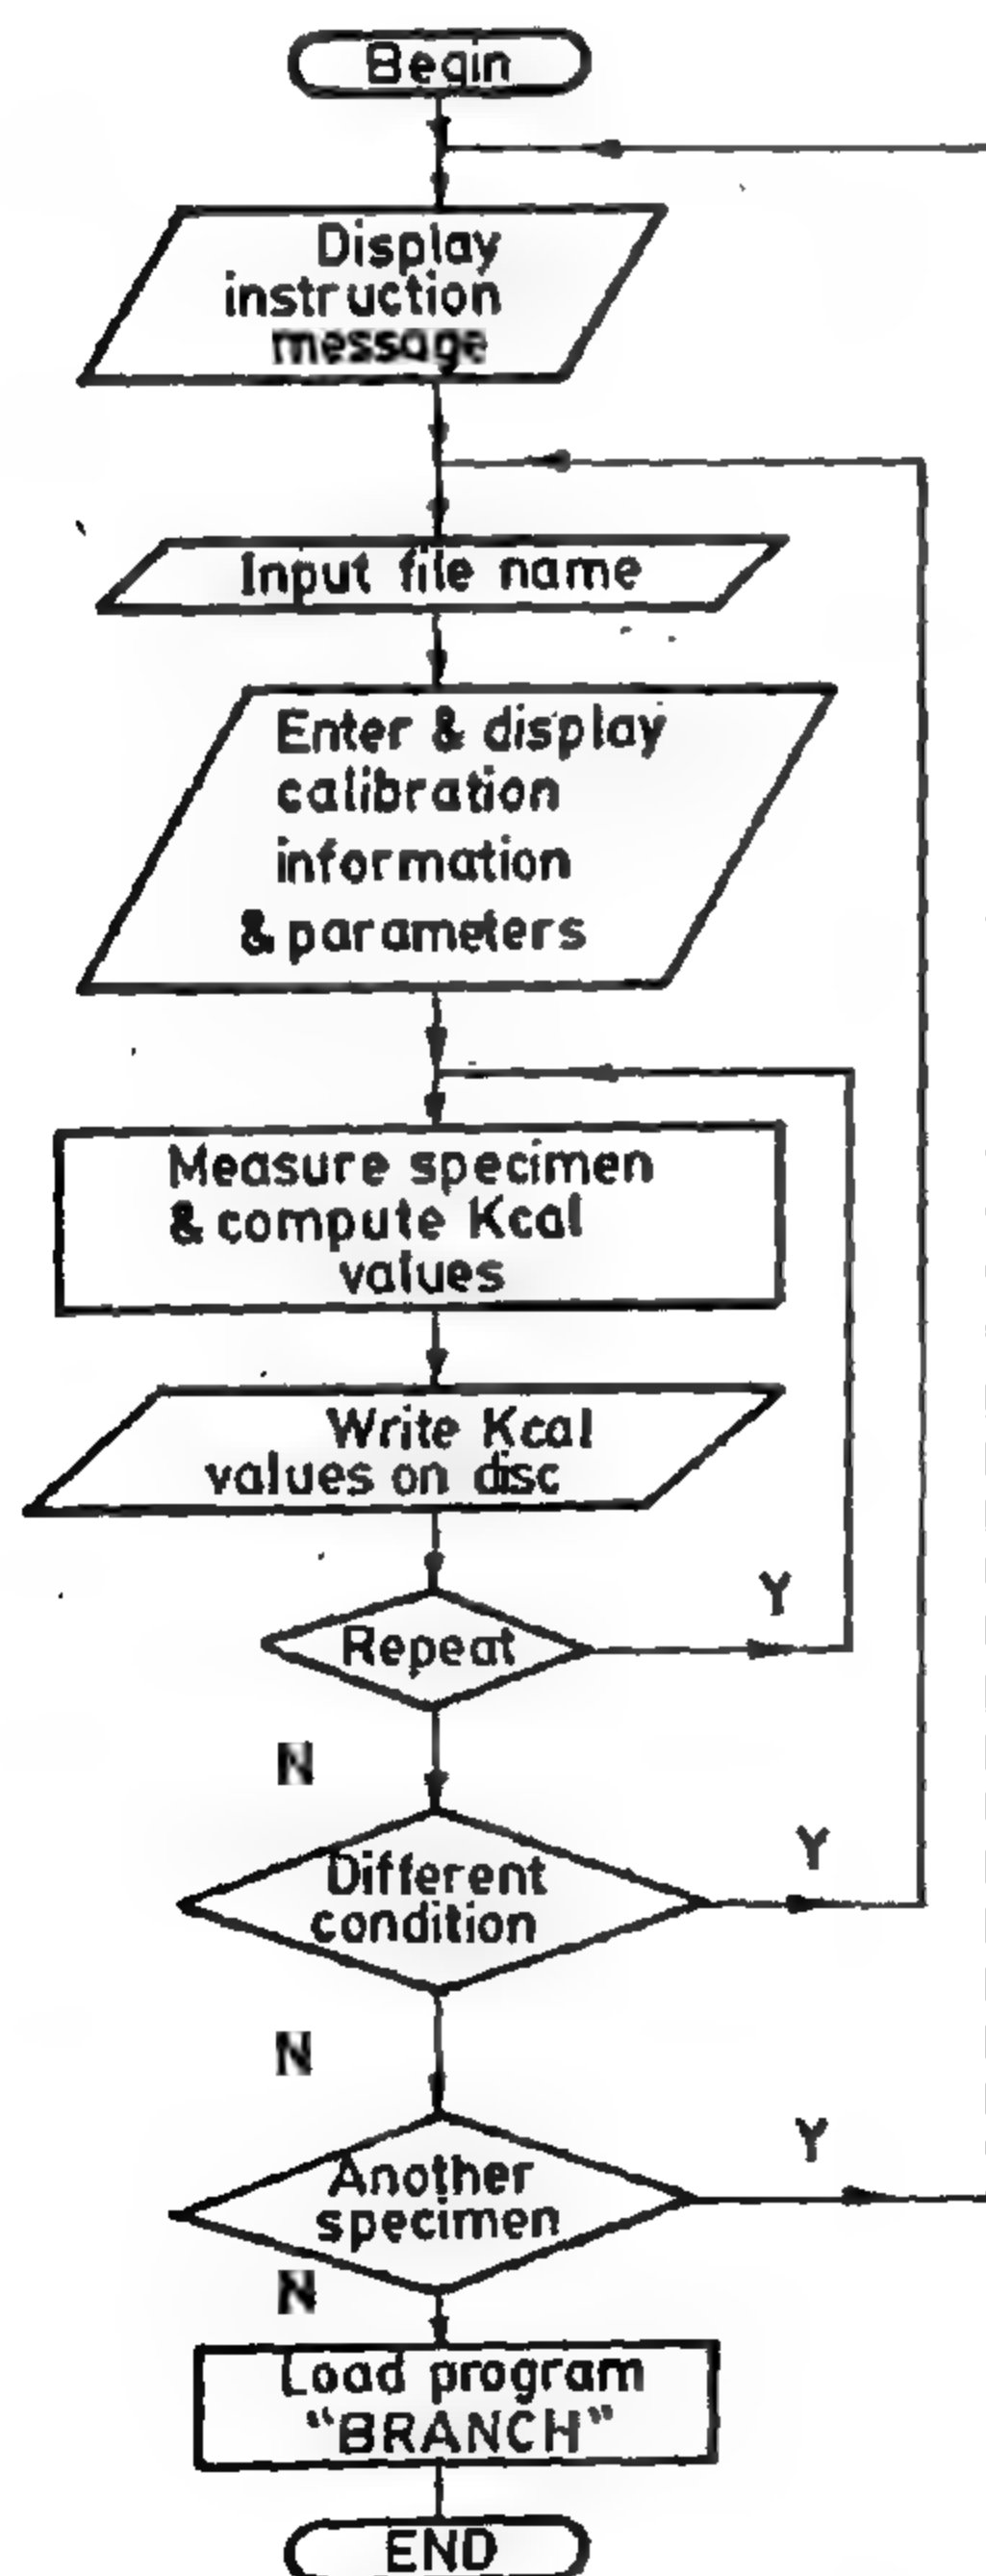 Begin
Display
instruction
message
Input file name
Enter & display
calibration
information
& parameters
Measure specimen
& compute Kcal
values
Write Kcal
values on disc
Y
Repeat
N
Different
condition
Y
N
Another
specimen
Y
N
Load program
"BRANCH"
END